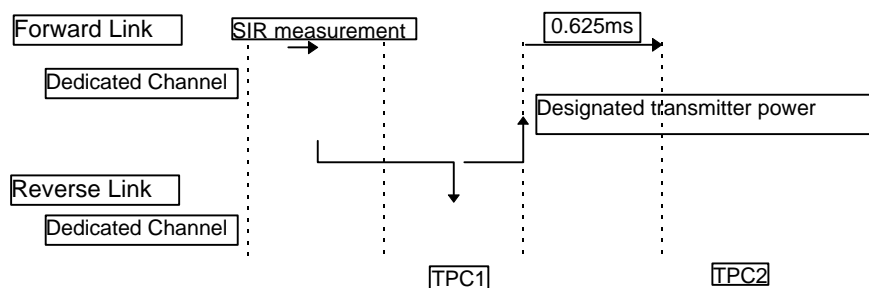 Forward Link
SIR measurement
0.625ms
Dedicated Channel
Designated transmitter power
Reverse Link
Dedicated Channel
TPC1
TPC2